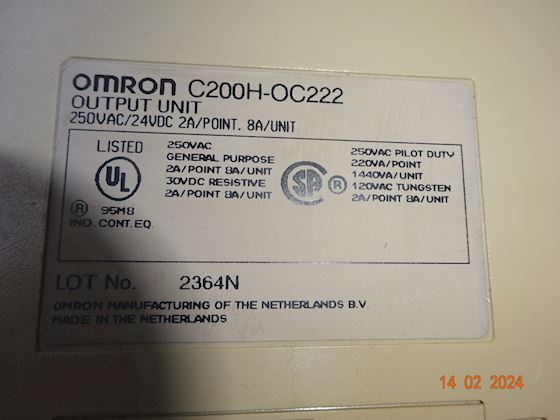 OMRON C200H-OC222
OUTPUT UNIT
250VAC/24VDC 2A/POINT. 8A/UNIT
LISTED
UL
® 95M8
IND. CONT. EQ.
250VAC
GENERAL PURPOSE
2A/POINT 8A/UNIT
30VDC RESISTIVE
2A/POINT 8A/UNIT
SA ®
250VAC PILOT DUTY
220VA/POINT
1440VA/UNIT
120VAC TUNGSTEN
2A/POINT 8A/UNIT
LOT No. 2364N
OMRON MANUFACTURING OF THE NETHERLANDS B.V.
MADE IN THE NETHERLANDS
14 02 2024